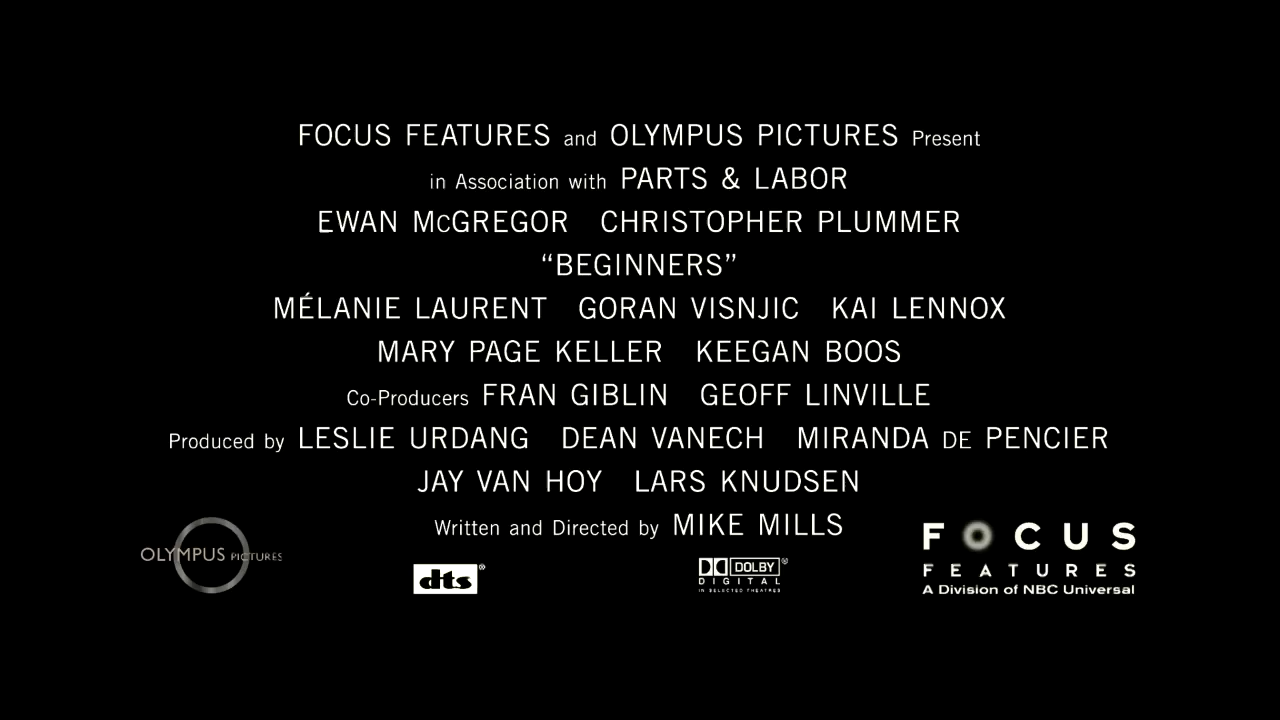 FOCUS FEATURES and OLYMPUS PICTURES Present
in Association with PARTS & LABOR
EWAN McGREGOR CHRISTOPHER PLUMMER
“BEGINNERS”
MÉLANIE LAURENT GORAN VISNJIC KAI LENNOX
MARY PAGE KELLER KEEGAN BOOS
Co-Producers FRAN GIBLIN GEOFF LINVILLE
Produced by LESLIE URDANG DEAN VANECH MIRANDA DE PENCIER
JAY VAN HOY LARS KNUDSEN
Written and Directed by MIKE MILLS
OLYMPUS PICTURES
dts®
DOLBY®
DIGITAL
IN SELECTED THEATRES
FOCUS
FEATURES
A Division of NBC Universal